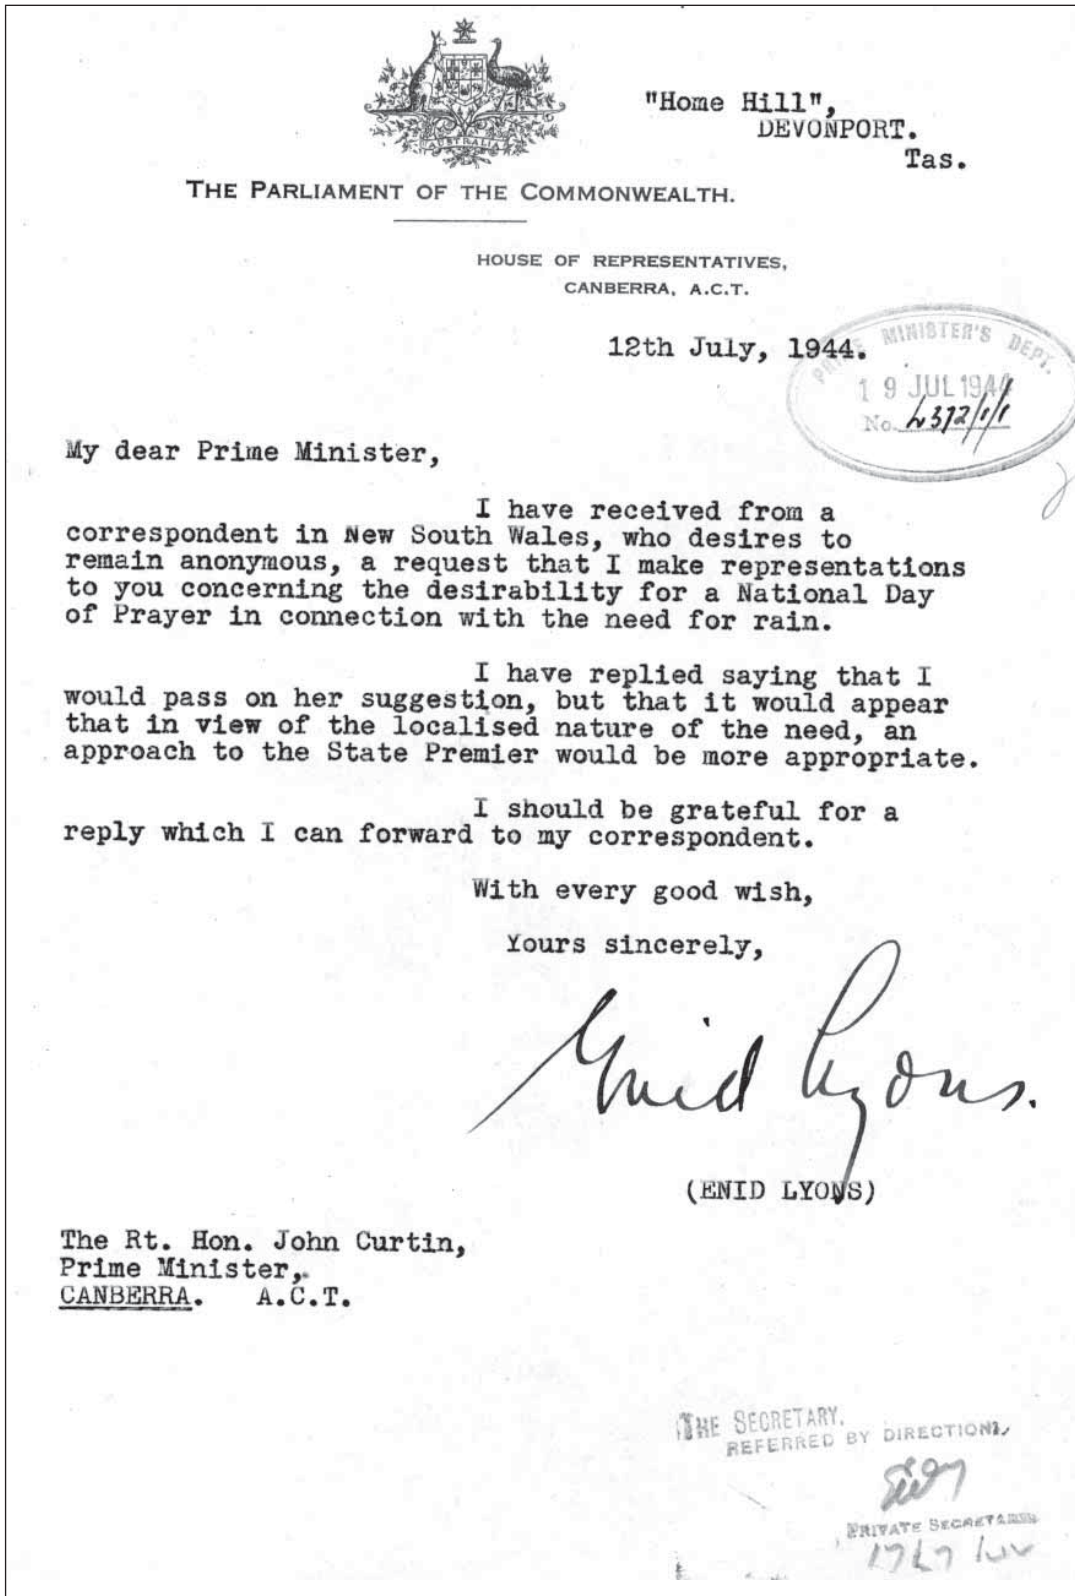 AUSTRALIA
"Home Hill",
DEVONPORT.
Tas.
THE PARLIAMENT OF THE COMMONWEALTH.
HOUSE OF REPRESENTATIVES,
CANBERRA, A.C.T.
12th July, 1944.
PRIME MINISTER'S DEPT.
19 JUL 1944
No.
My dear Prime Minister,
I have received from a
correspondent in New South Wales, who desires to
remain anonymous, a request that I make representations
to you concerning the desirability for a National Day
of Prayer in connection with the need for rain.
I have replied saying that I
would pass on her suggestion, but that it would appear
that in view of the localised nature of the need, an
approach to the State Premier would be more appropriate.
I should be grateful for a
reply which I can forward to my correspondent.
With every good wish,
Yours sincerely,
Enid Lyons.
(ENID LYONS)
The Rt. Hon. John Curtin,
Prime Minister,
CANBERRA. A.C.T.
THE SECRETARY.
REFERRED BY DIRECTION,
PRIVATE SECRETARY